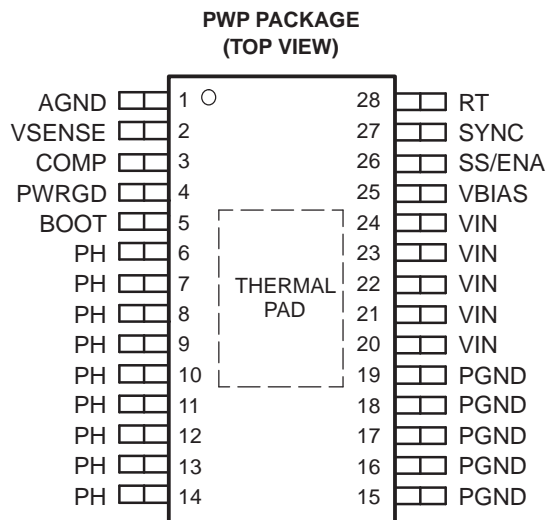 PWP PACKAGE
(TOP VIEW)
AGND 1 28 RT
VSENSE 2 27 SYNC
COMP 3 26 SS/ENA
PWRGD 4 25 VBIAS
BOOT 5 24 VIN
PH 6 23 VIN
PH 7 22 VIN
PH 8 21 VIN
PH 9 20 VIN
PH 10 19 PGND
PH 11 18 PGND
PH 12 17 PGND
PH 13 16 PGND
PH 14 15 PGND
THERMAL
PAD